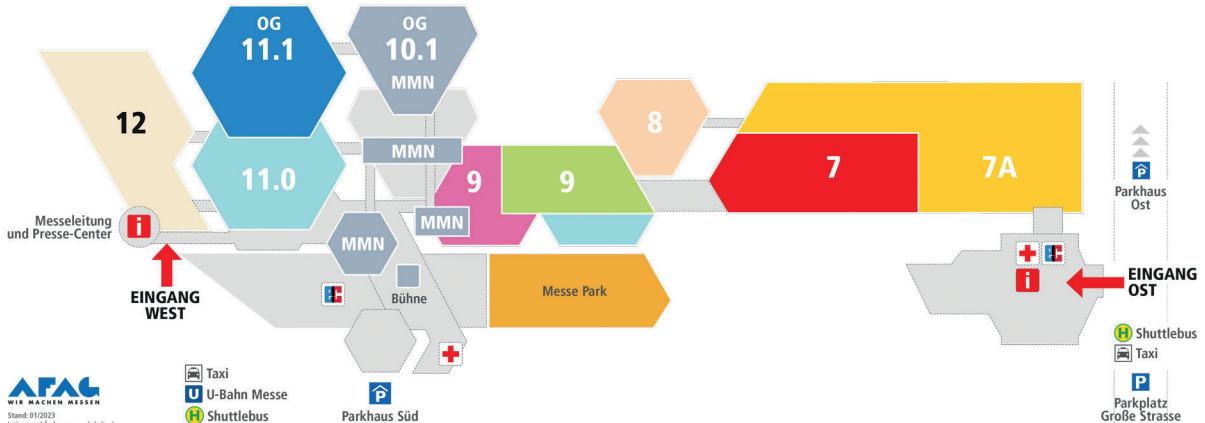 OG
11.1
OG
10.1
MMN
12
8
MMN
11.0
9
9
7
7A
Parkhaus
Ost
Messeleitung
und Presse-Center
i
MMN
MMN
EINGANG
WEST
EC
Bühne
Messe Park
EC
i
EINGANG
OST
H Shuttlebus
Taxi
P
Parkplatz
Große Strasse
AFAG
WIR MACHEN MESSEN
Stand: 01/2023
Taxi
U U-Bahn Messe
H Shuttlebus
P
Parkhaus Süd